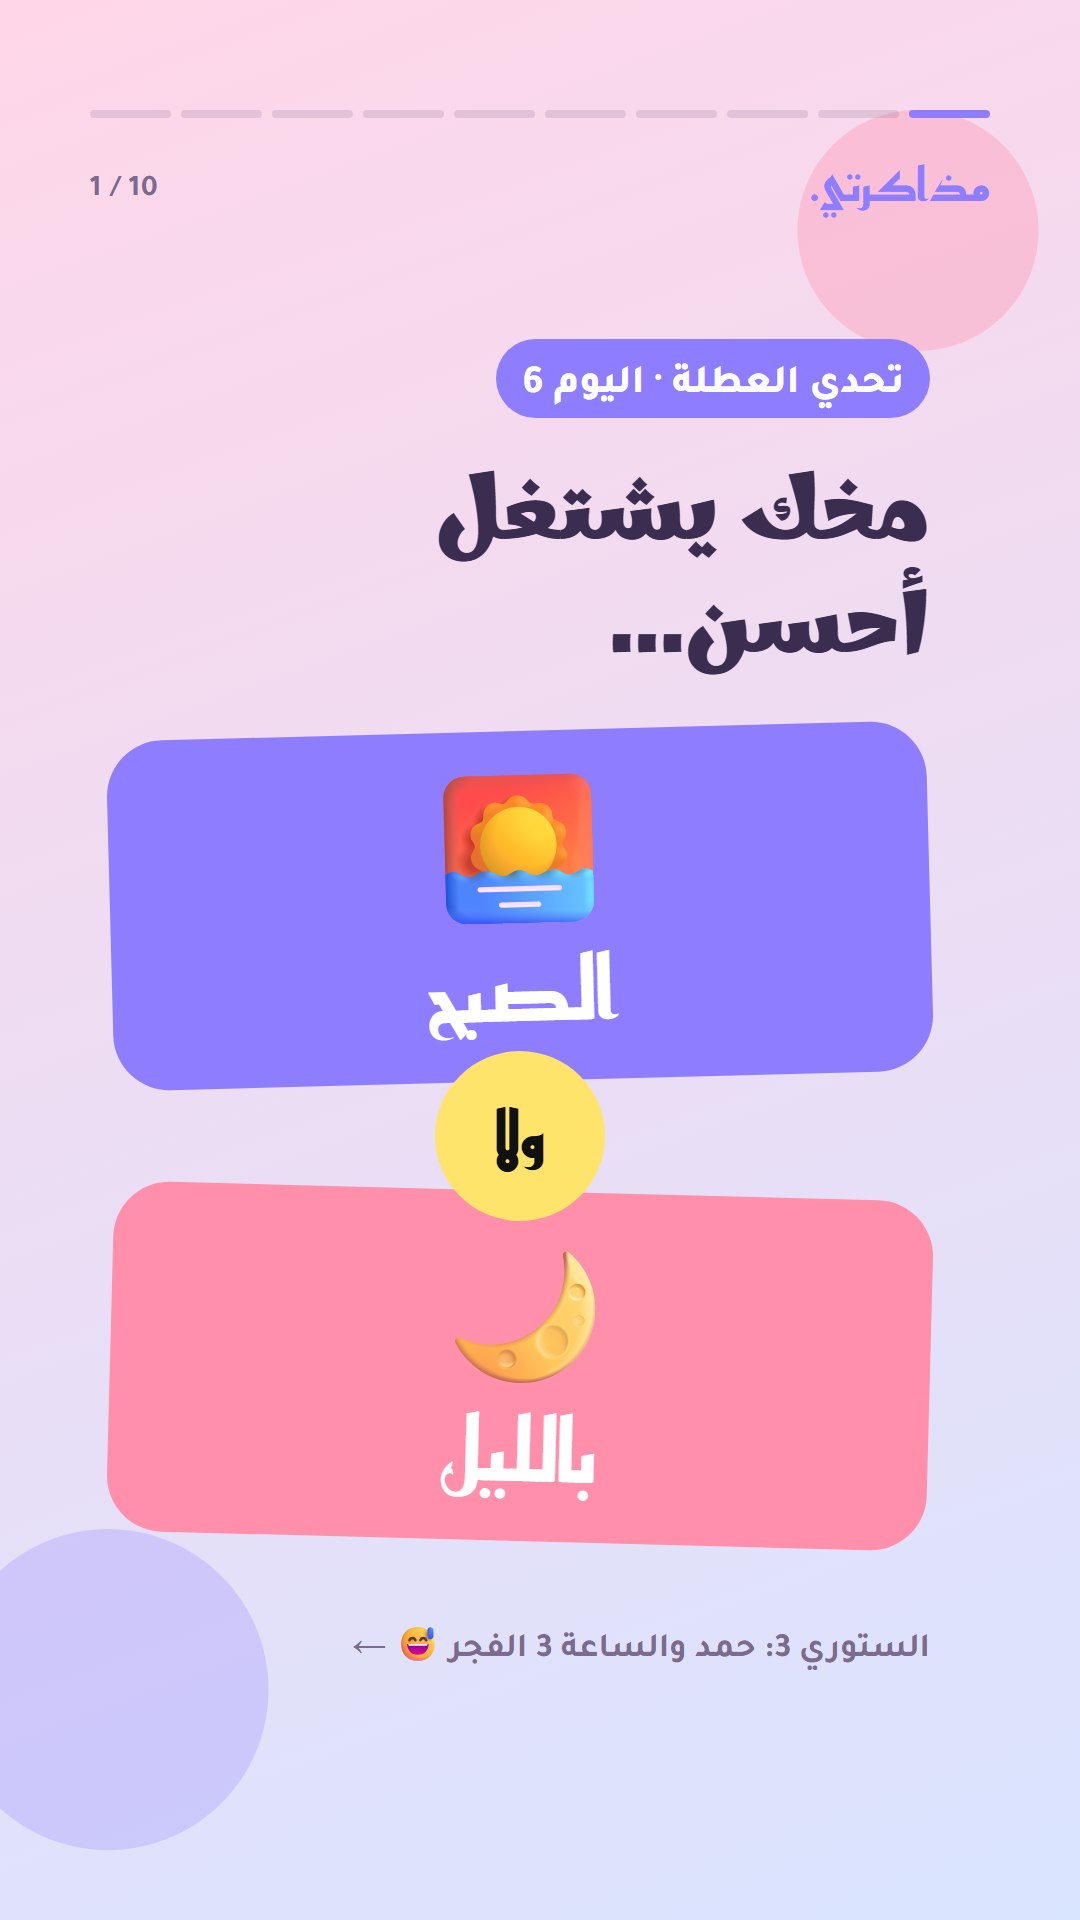 مذاكرتي.
1 / 10
تحدي العطلة · اليوم 6
مخك يشتغل
أحسن...
الصبح
ولا
بالليل
الستوري 3: حمد والساعة 3 الفجر 😅 ←